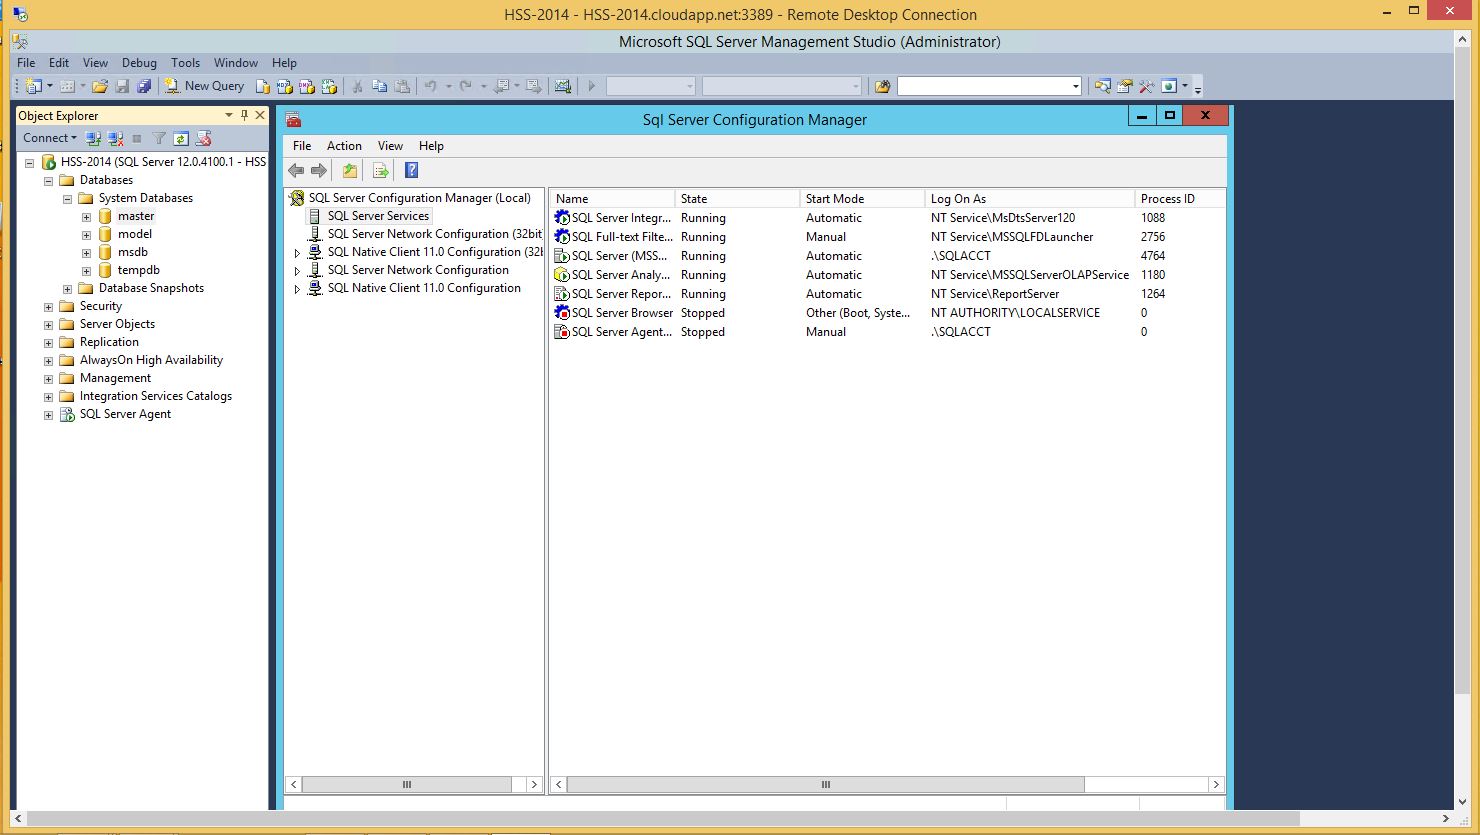 HSS-2014 - HSS-2014.cloudapp.net:3389 - Remote Desktop Connection
Microsoft SQL Server Management Studio (Administrator)
File Edit View Debug Tools Window Help
New Query
Object Explorer
Connect
HSS-2014 (SQL Server 12.0.4100.1 - HSS
Databases
System Databases
master
model
msdb
tempdb
Database Snapshots
Security
Server Objects
Replication
AlwaysOn High Availability
Management
Integration Services Catalogs
SQL Server Agent
Sql Server Configuration Manager
File Action View Help
SQL Server Configuration Manager (Local)
SQL Server Services
SQL Server Network Configuration (32bit
SQL Native Client 11.0 Configuration (32b
SQL Server Network Configuration
SQL Native Client 11.0 Configuration
Name State Start Mode Log On As Process ID
SQL Server Integr... Running Automatic NT Service\MsDtsServer120 1088
SQL Full-text Filte... Running Manual NT Service\MSSQLFDLauncher 2756
SQL Server (MSS... Running Automatic .\SQLACCT 4764
SQL Server Analy... Running Automatic NT Service\MSSQLServerOLAPService 1180
SQL Server Repor... Running Automatic NT Service\ReportServer 1264
SQL Server Browser Stopped Other (Boot, Syste... NT AUTHORITY\LOCALSERVICE 0
SQL Server Agent... Stopped Manual .\SQLACCT 0